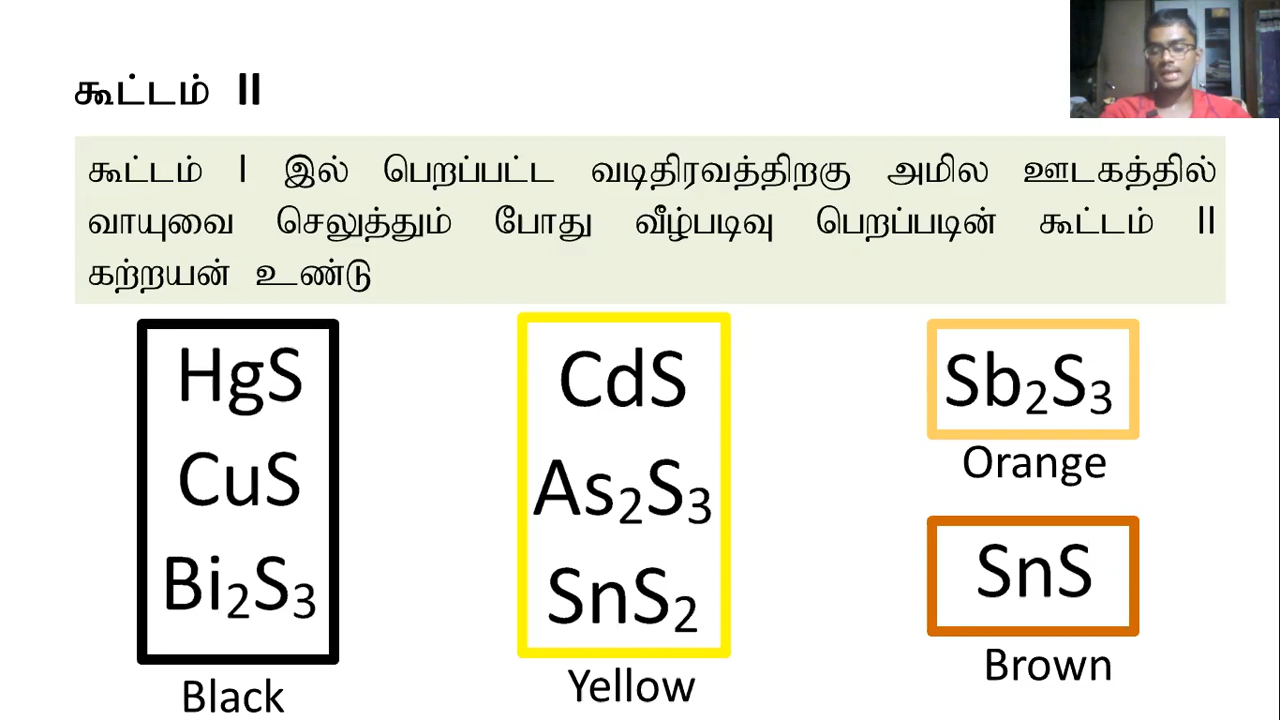 கூட்டம் II
கூட்டம் I இல் பெறப்பட்ட வடிதிரவத்திறகு அமில ஊடகத்தில்
வாயுவை செலுத்தும் போது வீழ்படிவு பெறப்படின் கூட்டம் II
கற்றயன் உண்டு
HgS
CuS
Bi₂S₃
Black
CdS
As₂S₃
SnS₂
Yellow
Sb₂S₃
Orange
SnS
Brown